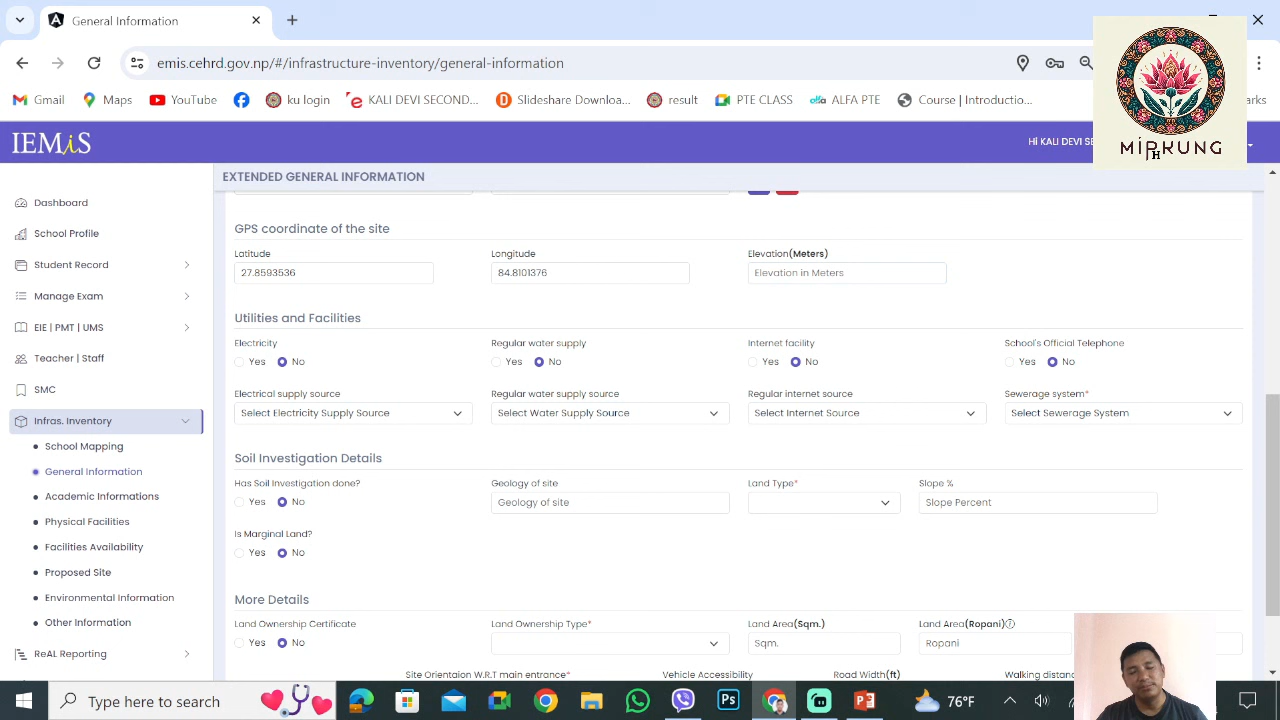 General Information
emis.cehrd.gov.np/#/infrastructure-inventory/general-information
Gmail Maps YouTube ku login KALI DEVI SECOND... Slideshare Downloa... result PTE CLASS ALFA PTE Course | Introductio...
MIRKUNG
IEMIS
EXTENDED GENERAL INFORMATION
Dashboard
School Profile
Student Record
Manage Exam
EIE | PMT | UMS
Teacher | Staff
SMC
Infras. Inventory
School Mapping
General Information
Academic Informations
Physical Facilities
Facilities Availability
Proposed Site
Environmental Information
Other Information
ReAL Reporting
GPS coordinate of the site
Latitude Longitude Elevation(Meters)
27.8593536 84.8101376 Elevation in Meters
Utilities and Facilities
Electricity Regular water supply Internet facility School's Official Telephone
Yes No Yes No Yes No Yes No
Electrical supply source Regular water supply source Regular internet source Sewerage system*
Select Electricity Supply Source Select Water Supply Source Select Internet Source Select Sewerage System
Soil Investigation Details
Has Soil Investigation done? Geology of site Land Type* Slope %
Yes No Geology of site Slope Percent
Is Marginal Land?
Yes No
More Details
Land Ownership Certificate Land Ownership Type* Land Area(Sqm.) Land Area(Ropani)
Yes No Sqm. Ropani
Site Orientaion W.R.T main entrance* Vehicle Accessibility Road Width(ft) Walking
Type here to search 76°F